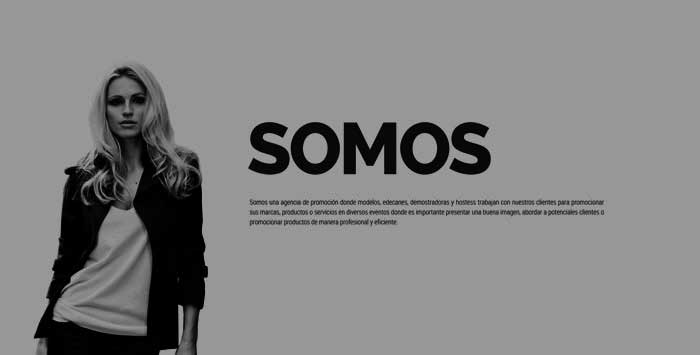 SOMOS
Somos una agencia de promoción donde modelos, edecanes, demostradoras y hostess trabajan con nuestros clientes para promocionar
sus marcas, productos o servicios en diversos eventos donde es importante presentar una buena imagen, abordar a potenciales clientes o
promocionar productos de manera profesional y eficiente.